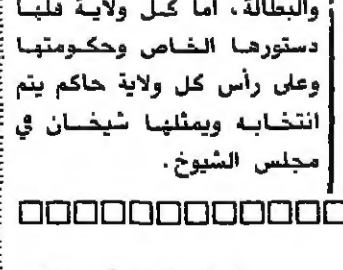 والبطالة، أما كل ولاية فلها
دستورها الخاص وحكومتها
وعلى رأس كل ولاية حاكم يتم
انتخابه ويمثلها شيخان في
مجلس الشيوخ.